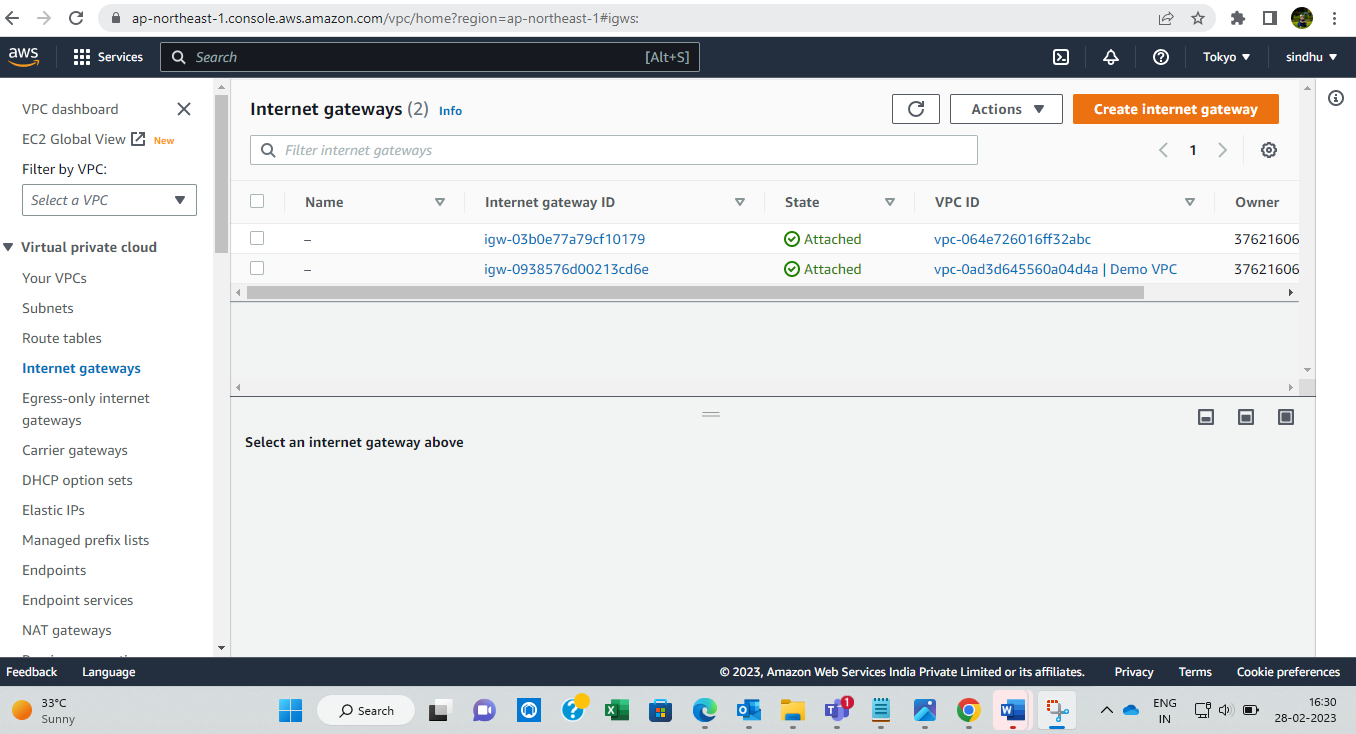 ap-northeast-1.console.aws.amazon.com/vpc/home?region=ap-northeast-1#igws:
aws Services Search [Alt+S] Tokyo sindhu
VPC dashboard
EC2 Global View New
Filter by VPC:
Select a VPC
Virtual private cloud
Your VPCs
Subnets
Route tables
Internet gateways
Egress-only internet
gateways
Carrier gateways
DHCP option sets
Elastic IPs
Managed prefix lists
Endpoints
Endpoint services
NAT gateways
Internet gateways (2) Info
Actions
Create internet gateway
Filter internet gateways
1
Name Internet gateway ID State VPC ID Owner
– igw-03b0e77a79cf10179 Attached vpc-064e726016ff32abc 37621606
– igw-0938576d00213cd6e Attached vpc-0ad3d645560a04d4a | Demo VPC 37621606
Select an internet gateway above
Feedback Language © 2023, Amazon Web Services India Private Limited or its affiliates. Privacy Terms Cookie preferences
33°C
Sunny
Search
1
ENG
IN
16:30
28-02-2023